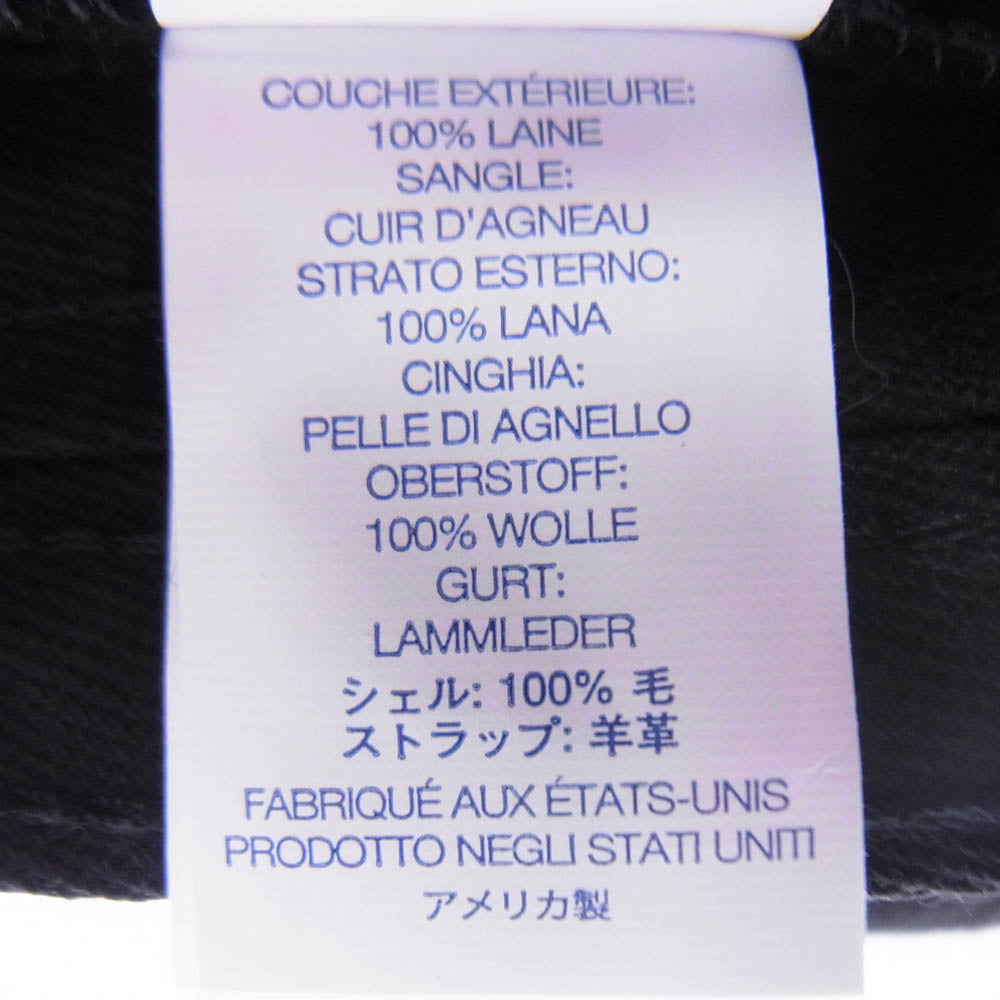 COUCHE EXTÉRIEURE:
100% LAINE
SANGLE:
CUIR D'AGNEAU
STRATO ESTERNO:
100% LANA
CINGHIA:
PELLE DI AGNELLO
OBERSTOFF:
100% WOLLE
GURT:
LAMMLEDER
シェル: 100% 毛
ストラップ: 羊革
FABRIQUÉ AUX ÉTATS-UNIS
PRODOTTO NEGLI STATI UNITI
アメリカ製